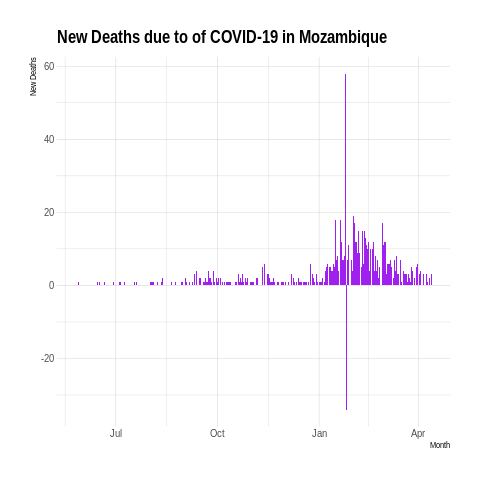 New Deaths due to of COVID-19 in Mozambique
New Deaths
60
40
20
0
-20
Jul Oct Jan Apr
Month